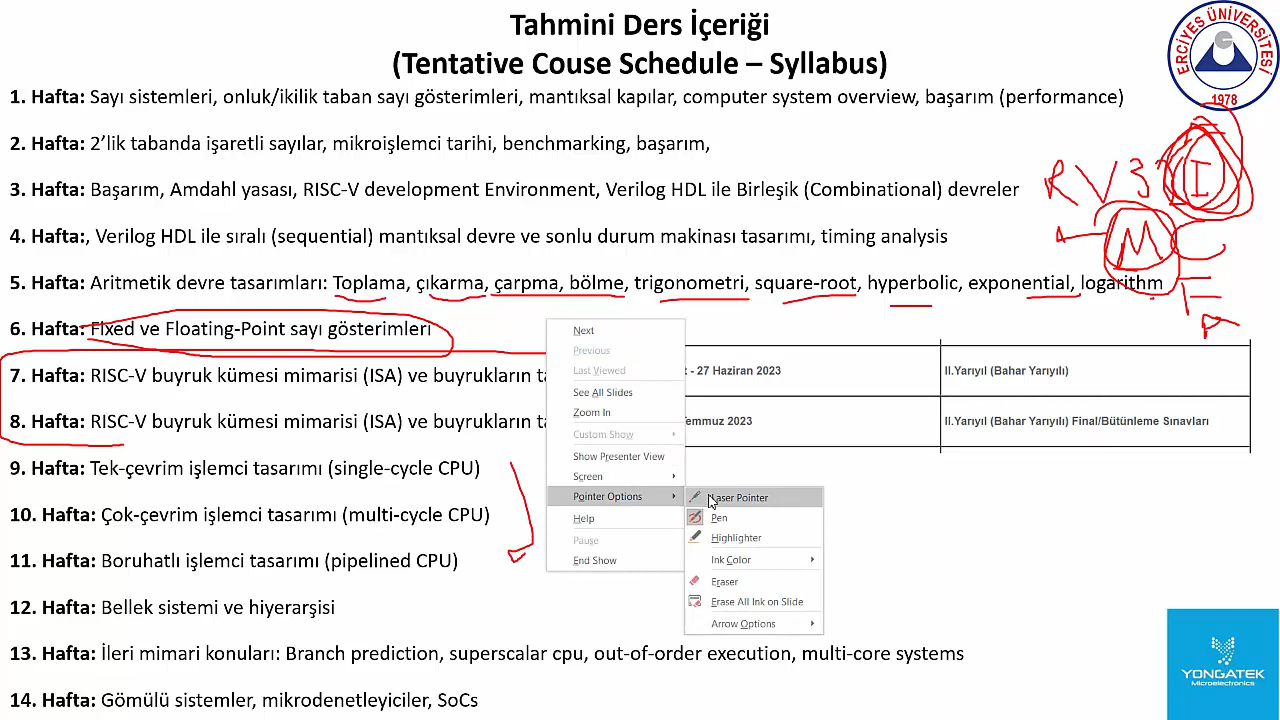 Tahmini Ders İçeriği
(Tentative Couse Schedule – Syllabus)
ERCİYES ÜNİVERSİTESİ
1978
1. Hafta: Sayı sistemleri, onluk/ikilik taban sayı gösterimleri, mantıksal kapılar, computer system overview, başarım (performance)
2. Hafta: 2’lik tabanda işaretli sayılar, mikroişlemci tarihi, benchmarking, başarım,
3. Hafta: Başarım, Amdahl yasası, RISC-V development Environment, Verilog HDL ile Birleşik (Combinational) devreler
RV32I
4. Hafta:, Verilog HDL ile sıralı (sequential) mantıksal devre ve sonlu durum makinası tasarımı, timing analysis
M C
5. Hafta: Aritmetik devre tasarımları: Toplama, çıkarma, çarpma, bölme, trigonometri, square-root, hyperbolic, exponential, logarithm
F
6. Hafta: Fixed ve Floating-Point sayı gösterimleri
7. Hafta: RISC-V buyruk kümesi mimarisi (ISA) ve buyrukların
- 27 Haziran 2023
II.Yarıyıl (Bahar Yarıyılı)
8. Hafta: RISC-V buyruk kümesi mimarisi (ISA) ve buyrukların
2023
II.Yarıyıl (Bahar Yarıyılı) Final/Bütünleme Sınavları
9. Hafta: Tek-çevrim işlemci tasarımı (single-cycle CPU)
10. Hafta: Çok-çevrim işlemci tasarımı (multi-cycle CPU)
11. Hafta: Boruhatlı işlemci tasarımı (pipelined CPU)
12. Hafta: Bellek sistemi ve hiyerarşisi
13. Hafta: İleri mimari konuları: Branch prediction, superscalar cpu, out-of-order execution, multi-core systems
14. Hafta: Gömülü sistemler, mikrodenetleyiciler, SoCs
Next
Previous
Last Viewed
See All Slides
Zoom In
Custom Show
Show Presenter View
Screen
Pointer Options
Help
Pause
End Show
Laser Pointer
Pen
Highlighter
Ink Color
Eraser
Erase All Ink on Slide
Arrow Options
YONGATEK
Microelectronics